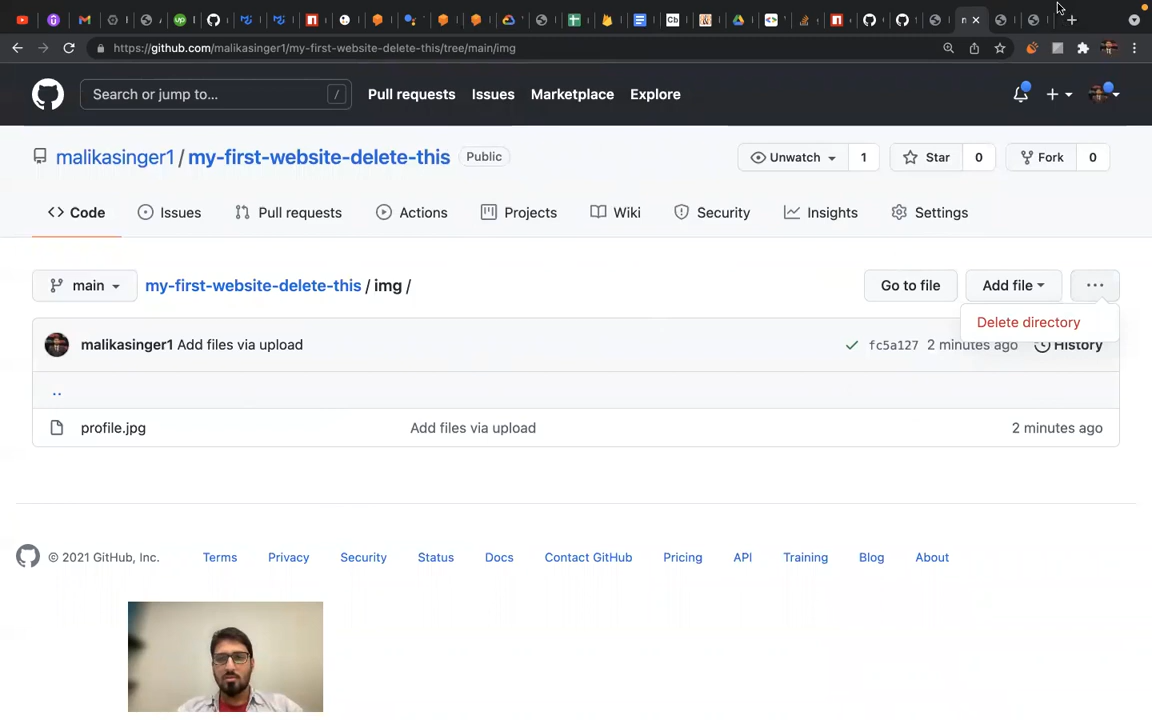 https://github.com/malikasinger1/my-first-website-delete-this/tree/main/img
Search or jump to... /
Pull requests Issues Marketplace Explore
malikasinger1 / my-first-website-delete-this Public
Unwatch 1 Star 0 Fork 0
Code Issues Pull requests Actions Projects Wiki Security Insights Settings
main my-first-website-delete-this / img /
Go to file Add file ...
Delete directory
malikasinger1 Add files via upload fc5a127 2 minutes ago History
..
profile.jpg Add files via upload 2 minutes ago
© 2021 GitHub, Inc. Terms Privacy Security Status Docs Contact GitHub Pricing API Training Blog About